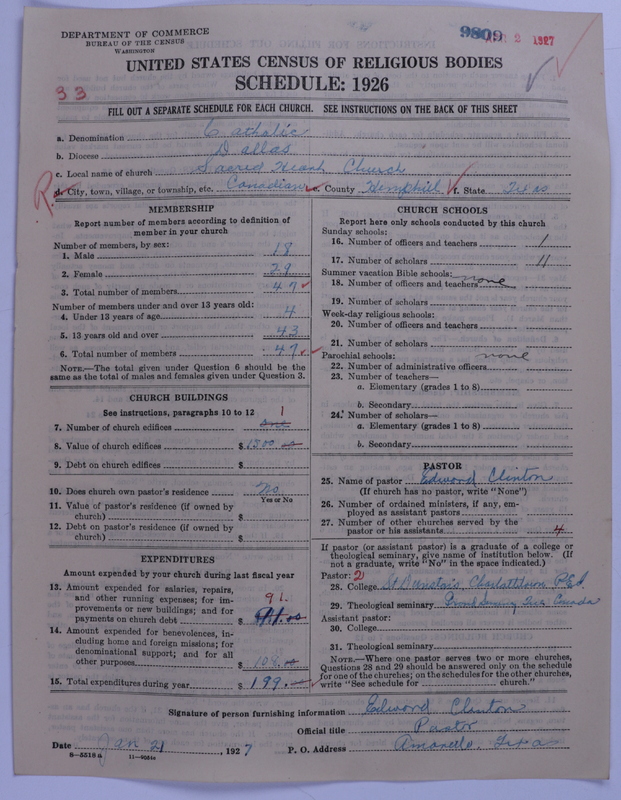 DEPARTMENT OF COMMERCE
BUREAU OF THE CENSUS
WASHINGTON
9809 2 1927
UNITED STATES CENSUS OF RELIGIOUS BODIES
SCHEDULE: 1926
33
FILL OUT A SEPARATE SCHEDULE FOR EACH CHURCH. SEE INSTRUCTIONS ON THE BACK OF THIS SHEET
a. Denomination Catholic
b. Diocese Dallas
c. Local name of church Sacred Heart Church
R. d. City, town, village, or township, etc. Canadian e. County Hemphill f. State Texas
MEMBERSHIP
Report number of members according to definition of
member in your church
Number of members, by sex:
1. Male 18
2. Female 29
3. Total number of members 47
Number of members under and over 13 years old:
4. Under 13 years of age 4
5. 13 years old and over 43
6. Total number of members 47
NOTE.—The total given under Question 6 should be
same as the total of males and females given under Question 3.
CHURCH BUILDINGS
See instructions, paragraphs 10 to 12 1
7. Number of church edifices one
8. Value of church edifices $ 1500
9. Debt on church edifices $
10. Does church own pastor's residence No
Yes or No
11. Value of pastor's residence (if owned by
church) $
12. Debt on pastor's residence (if owned by
church) $
EXPENDITURES
Amount expended by your church during last fiscal year
13. Amount expended for salaries, repairs,
and other running expenses; for im-
provements or new buildings; and for
payments on church debt $ 91.
14. Amount expended for benevolences, in-
cluding home and foreign missions; for
denominational support; and for all
other purposes 108.00
15. Total expenditures during year $ 199.
CHURCH SCHOOLS
Report here only schools conducted by this church
Sunday schools:
16. Number of officers and teachers 1
17. Number of scholars 11
Summer vacation Bible schools: none
18. Number of officers and teachers
19. Number of scholars
Week-day religious schools:
20. Number of officers and teachers
21. Number of scholars
Parochial schools: none
22. Number of administrative officers
23. Number of teachers—
a. Elementary (grades 1 to 8)
b. Secondary
24. Number of scholars—
a. Elementary (grades 1 to 8)
b. Secondary
PASTOR
25. Name of pastor Edward Clinton
(If church has no pastor, write "None")
26. Number of ordained ministers, if any, em-
ployed as assistant pastors
27. Number of other churches served by the
pastor or his assistants 4
If pastor (or assistant pastor) is a graduate of a college or
theological seminary, give name of institution below. (If
not a graduate, write "No" in the space indicated.)
Pastor: 2
28. College St Dunstans Charlottetown P.E.I.
29. Theological seminary Canada
Assistant pastor:
30. College
31. Theological seminary
NOTE.—Where one pastor serves two or more churches,
Questions 28 and 29 should be answered only on the schedule
for one of the churches; on the schedules for the other churches,
write "See schedule for church."
Signature of person furnishing information Edward Clinton
Official title Pastor
Date Jan 21, 1927 P. O. Address Amarillo, Texas
8—5518a 11—9051a